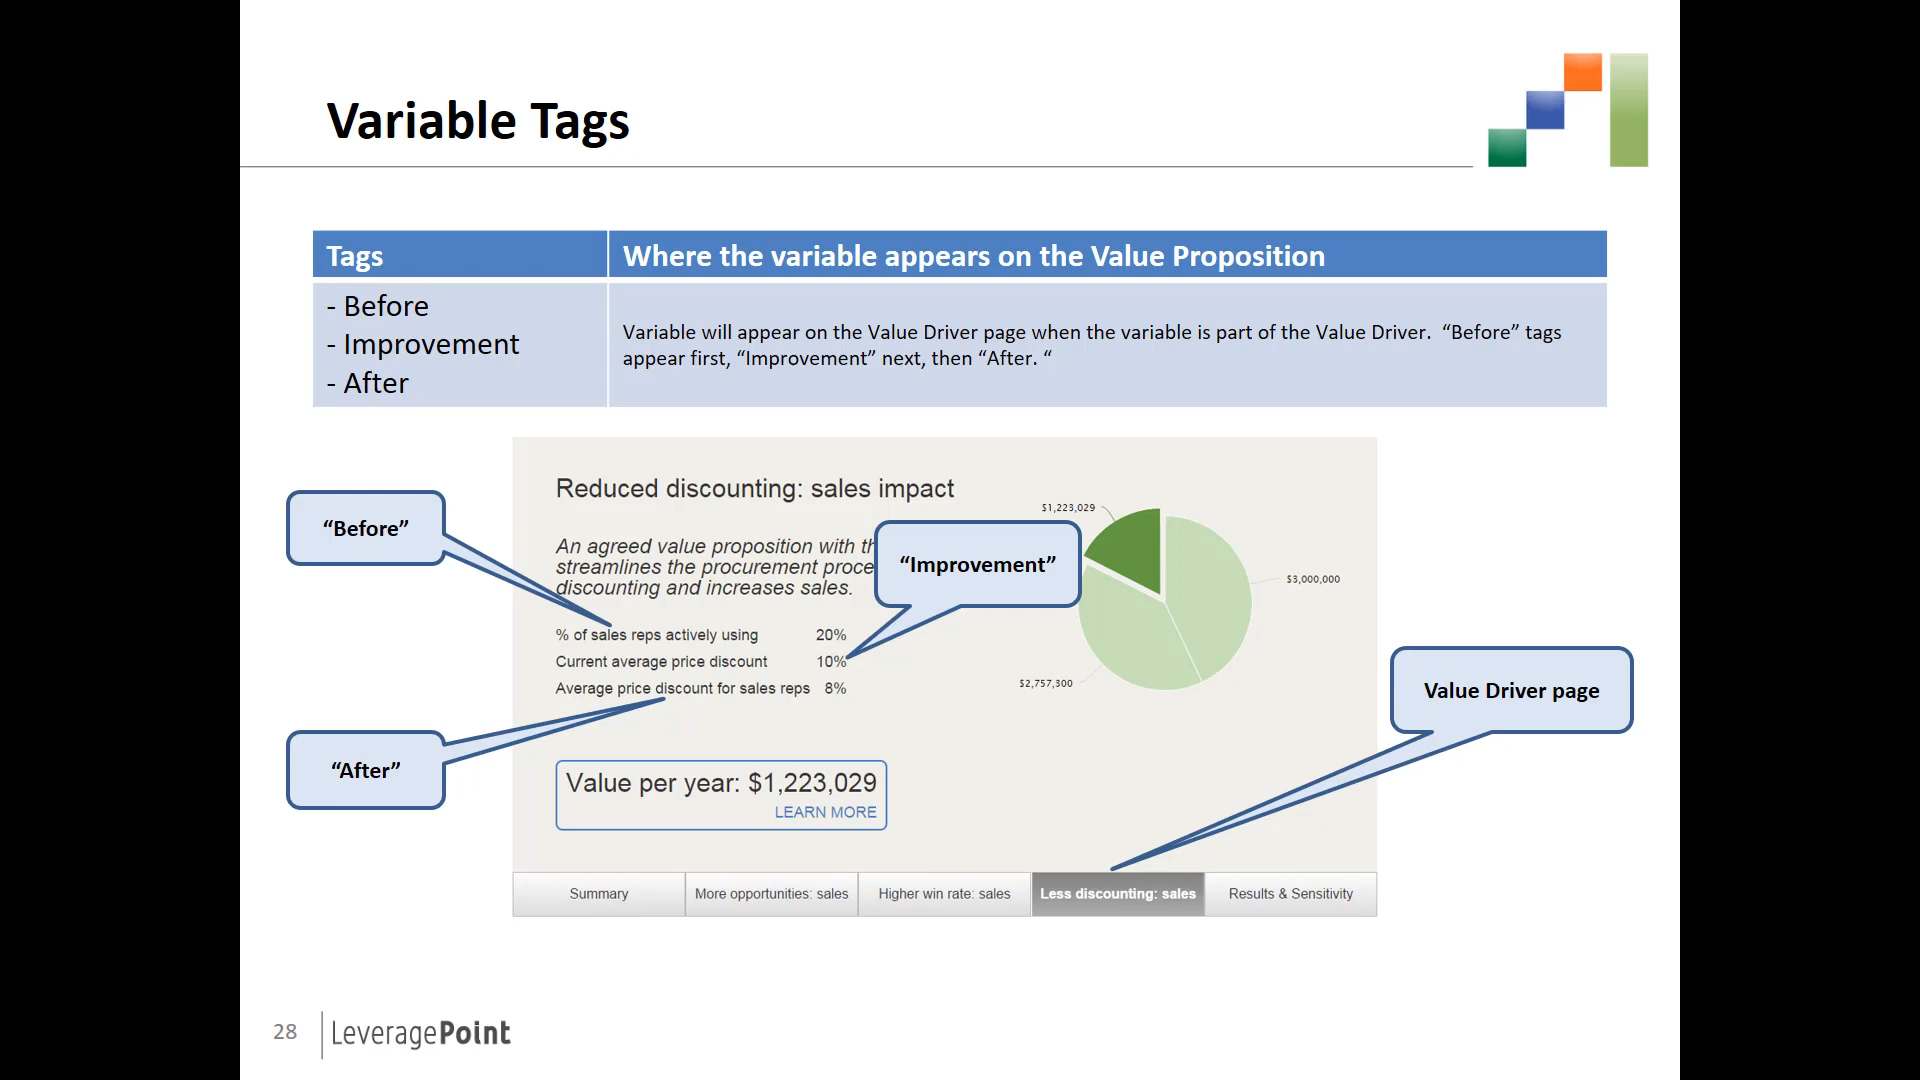 Variable Tags
Tags
Where the variable appears on the Value Proposition
- Before
- Improvement
- After
Variable will appear on the Value Driver page when the variable is part of the Value Driver.  “Before” tags
appear first, “Improvement” next, then “After. “
“Before”
“Improvement”
“After”
Value Driver page
Reduced discounting: sales impact
An agreed value proposition with th
streamlines the procurement proce
discounting and increases sales.
% of sales reps actively using 20%
Current average price discount 10%
Average price discount for sales reps 8%
$1,223,029
$3,000,000
$2,757,300
Value per year: $1,223,029
LEARN MORE
Summary
More opportunities: sales
Higher win rate: sales
Less discounting: sales
Results & Sensitivity
28
LeveragePoint